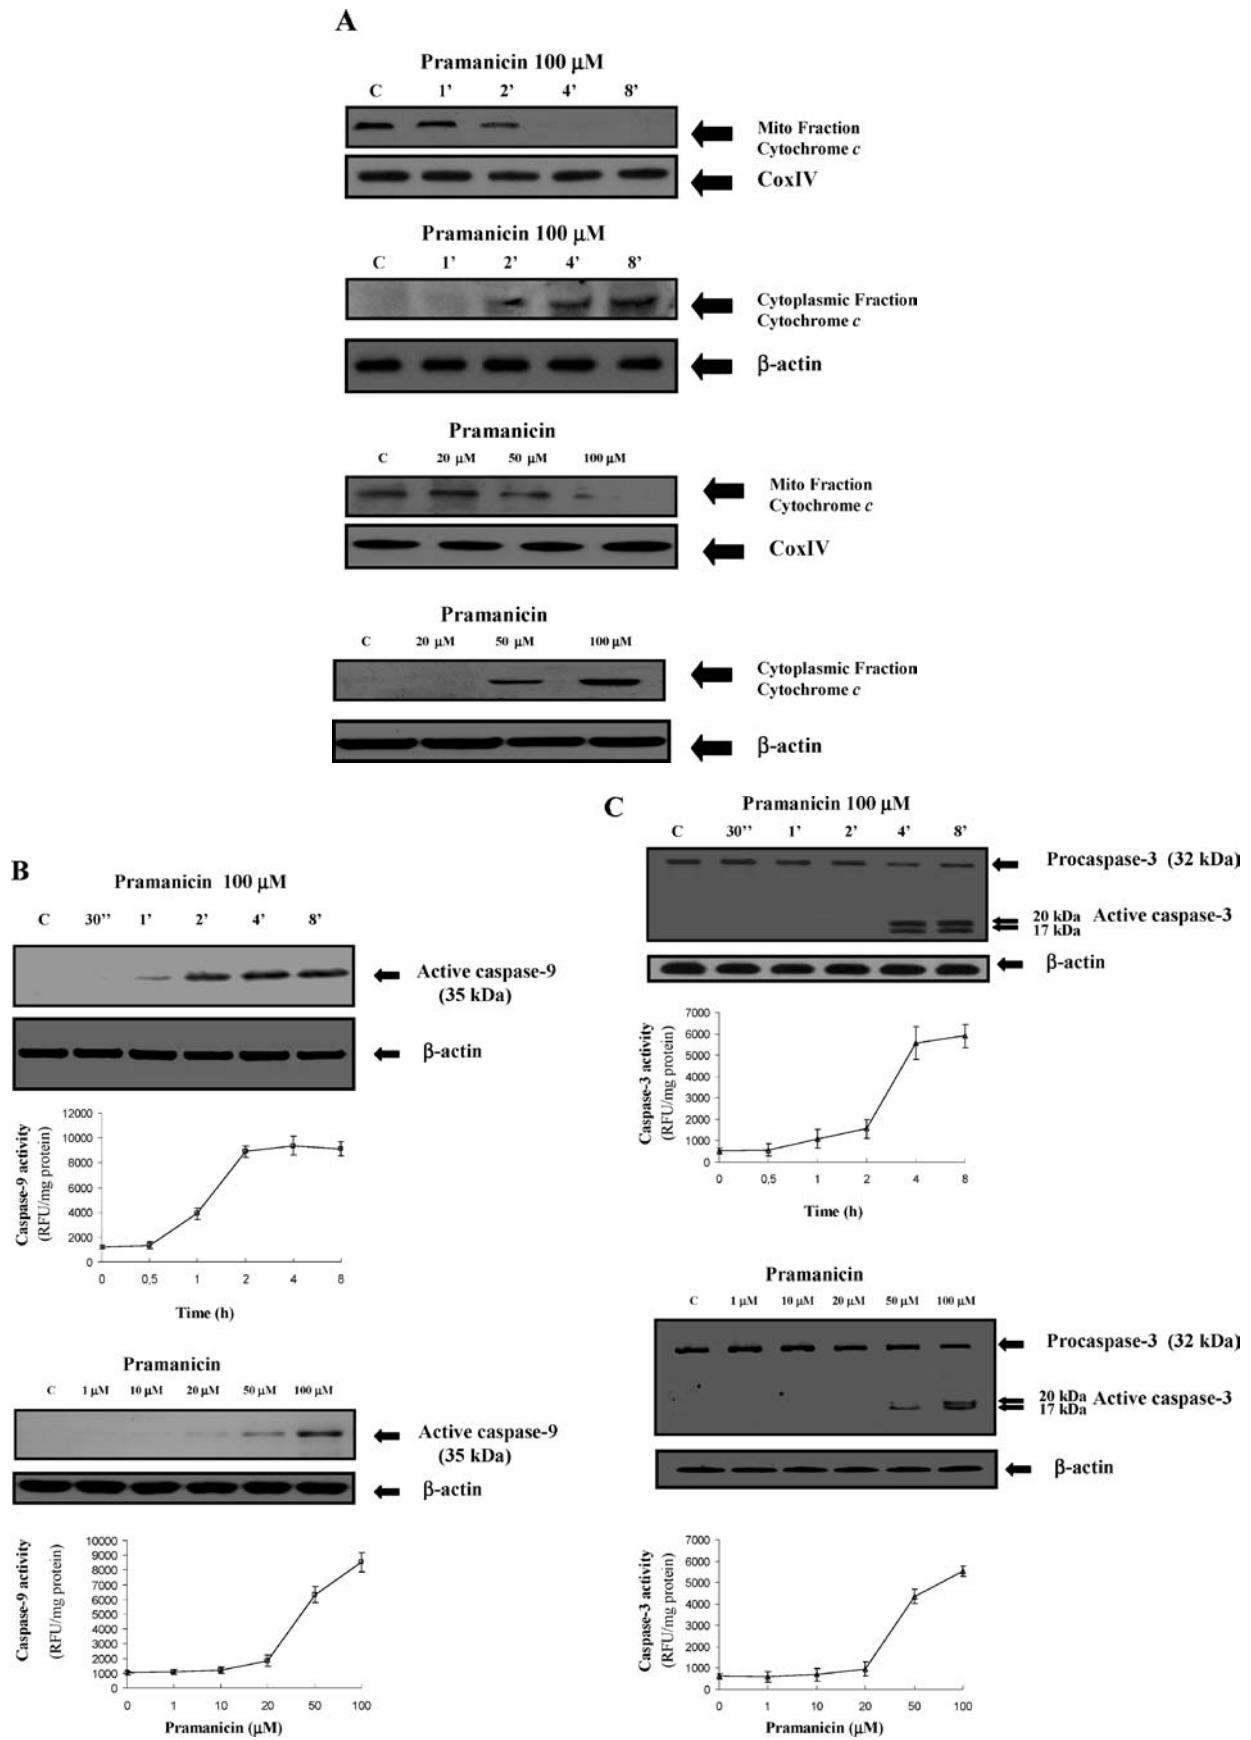 A
Pramanicin 100 μM
C 1’ 2’ 4’ 8’
Mito Fraction
Cytochrome c
CoxIV
Pramanicin 100 μM
C 1’ 2’ 4’ 8’
Cytoplasmic Fraction
Cytochrome c
β-actin
Pramanicin
C 20 μM 50 μM 100 μM
Mito Fraction
Cytochrome c
CoxIV
Pramanicin
C 20 μM 50 μM 100 μM
Cytoplasmic Fraction
Cytochrome c
β-actin
B
Pramanicin 100 μM
C 30’’ 1’ 2’ 4’ 8’
Active caspase-9
(35 kDa)
β-actin
Caspase-9 activity
(RFU/mg protein)
12000
10000
8000
6000
4000
2000
0
0 0,5 1 2 4 8
Time (h)
Pramanicin
C 1 μM 10 μM 20 μM 50 μM 100 μM
Active caspase-9
(35 kDa)
β-actin
Caspase-9 activity
(RFU/mg protein)
10000
9000
8000
7000
6000
5000
4000
3000
2000
1000
0
0 1 10 20 50 100
Pramanicin (μM)
C
Pramanicin 100 μM
C 30’’ 1’ 2’ 4’ 8’
Procaspase-3 (32 kDa)
20 kDa Active caspase-3
17 kDa
β-actin
Caspase-3 activity
(RFU/mg protein)
7000
6000
5000
4000
3000
2000
1000
0
0 0,5 1 2 4 8
Time (h)
Pramanicin
C 1 μM 10 μM 20 μM 50 μM 100 μM
Procaspase-3 (32 kDa)
20 kDa Active caspase-3
17 kDa
β-actin
Caspase-3 activity
(RFU/mg protein)
7000
6000
5000
4000
3000
2000
1000
0
0 1 10 20 50 100
Pramanicin (μM)